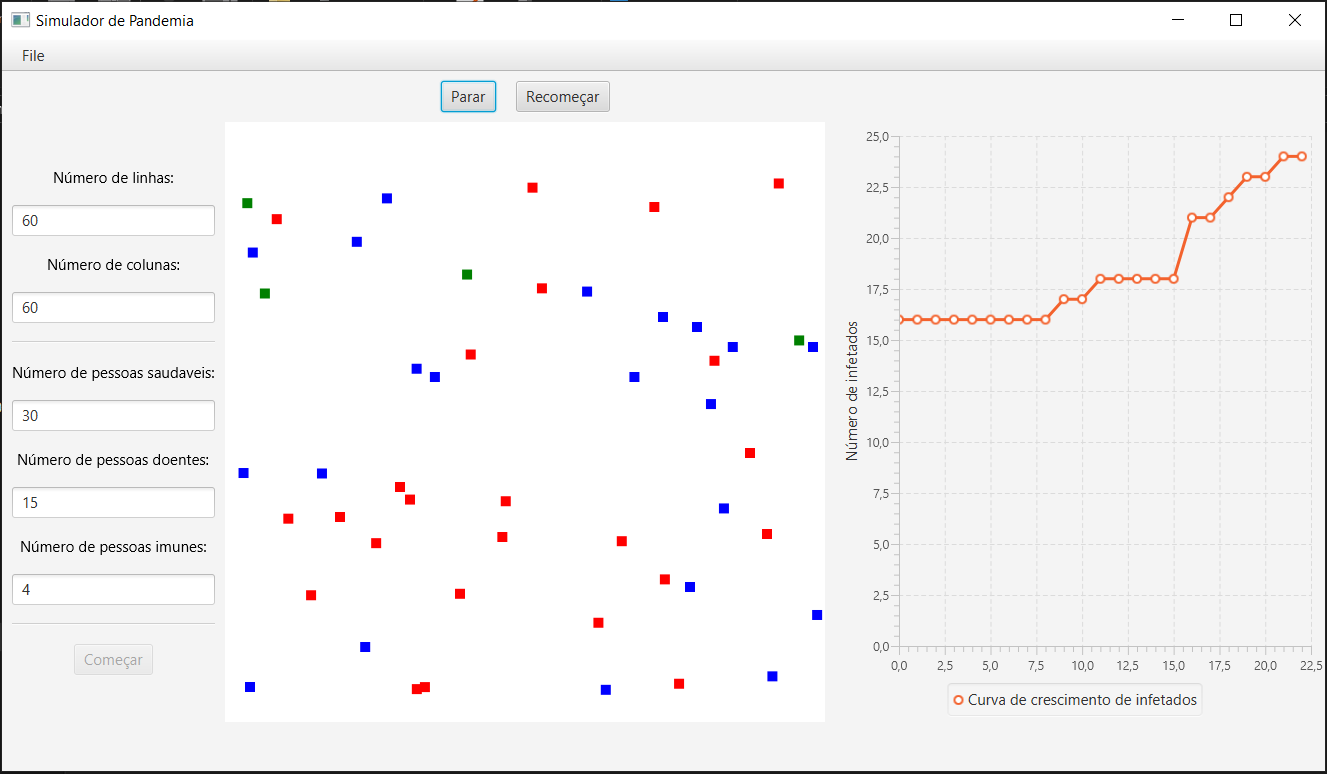 Simulador de Pandemia
File
Parar
Recomeçar
Número de linhas:
60
Número de colunas:
60
Número de pessoas saudaveis:
30
Número de pessoas doentes:
15
Número de pessoas imunes:
4
Começar
Número de infetados
25,0
22,5
20,0
17,5
15,0
12,5
10,0
7,5
5,0
2,5
0,0
0,0 2,5 5,0 7,5 10,0 12,5 15,0 17,5 20,0 22,5
Curva de crescimento de infetados